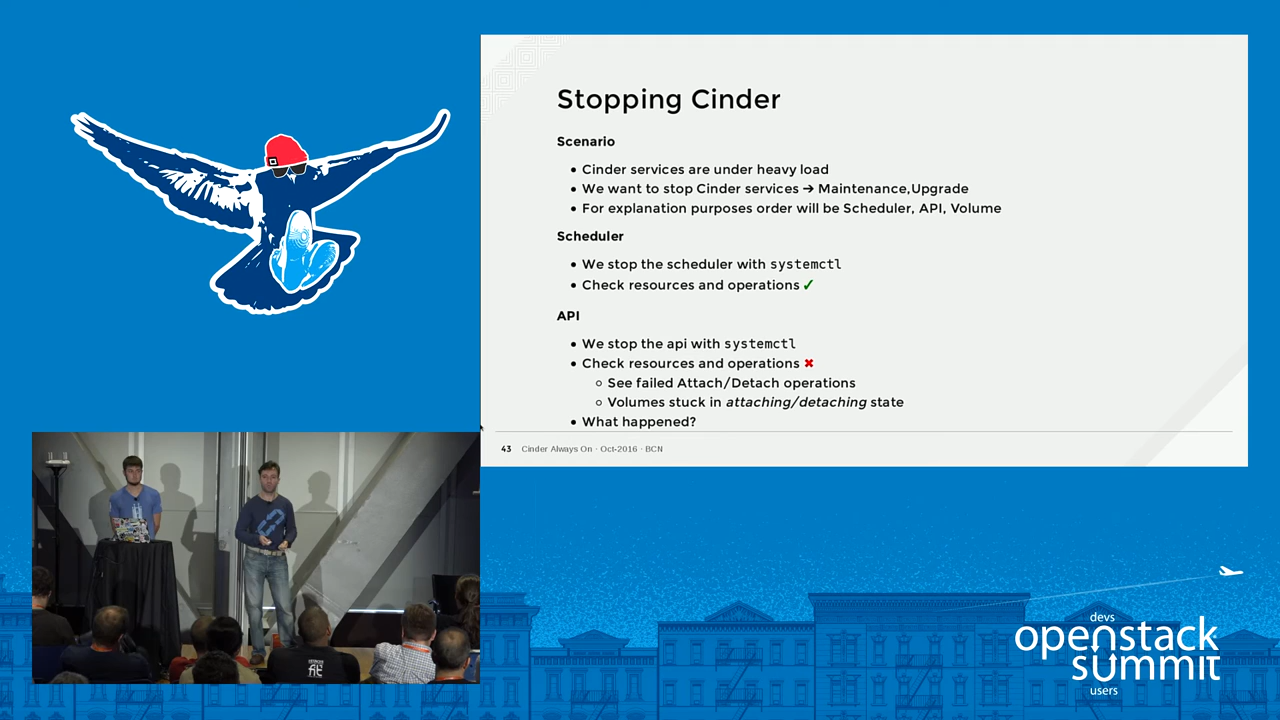 Stopping Cinder
Scenario
• Cinder services are under heavy load
• We want to stop Cinder services ➔ Maintenance,Upgrade
• For explanation purposes order will be Scheduler, API, Volume
Scheduler
• We stop the scheduler with systemctl
• Check resources and operations ✓
API
• We stop the api with systemctl
• Check resources and operations ✖
○ See failed Attach/Detach operations
○ Volumes stuck in attaching/detaching state
• What happened?
43 Cinder Always On · Oct-2016 · BCN
devs
openstack
summit
users